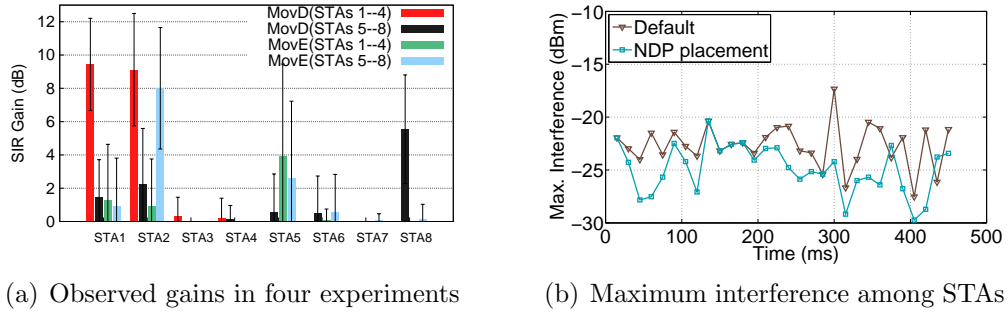 MovD(STAs 1--4)
MovD(STAs 5--8)
MovE(STAs 1--4)
MovE(STAs 5--8)
SIR Gain (dB)
12
10
8
6
4
2
0
STA1 STA2 STA3 STA4 STA5 STA6 STA7 STA8
(a) Observed gains in four experiments
Default
NDP placement
Max. Interference (dBm)
−10
−15
−20
−25
−30
0 100 200 300 400 500
Time (ms)
(b) Maximum interference among STAs